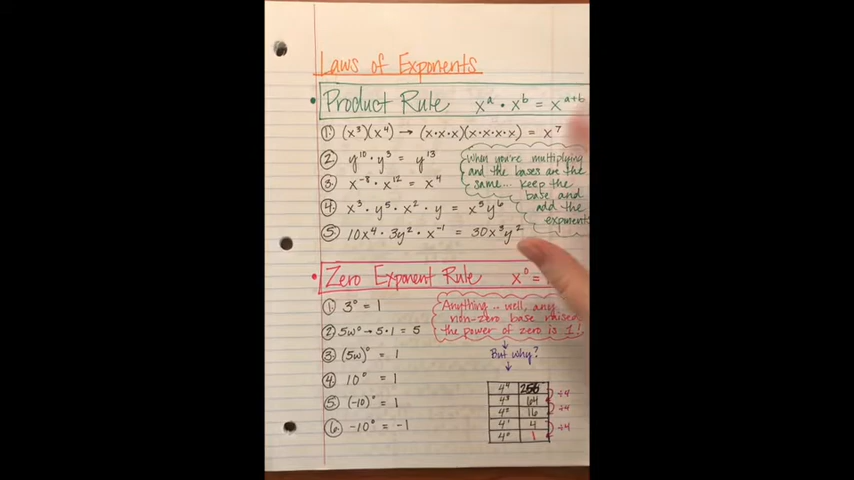 Laws of Exponents
• Product Rule x^a • x^b = x^(a+b)
1. (x³)(x⁴) → (x•x•x)(x•x•x•x) = x⁷
2. y¹⁰ • y³ = y¹³
3. x⁻⁸ • x¹² = x⁴
4. x³ • y⁵ • x² • y = x⁵y⁶
5. 10x⁴ • 3y² • x⁻¹ = 30x³y²
When you're multiplying
and the bases are the
same... keep the
base and
add the
exponents
• Zero Exponent Rule x⁰ =
1. 3⁰ = 1
2. 5w⁰ → 5•1 = 5
3. (5w)⁰ = 1
4. 10⁰ = 1
5. (-10)⁰ = 1
6. -10⁰ = -1
Anything... well, any
non-zero base raised
the power of zero is 1!
But why?
4⁴ 256
4³ 64 ÷4
4² 16 ÷4
4¹ 4 ÷4
4⁰ 1